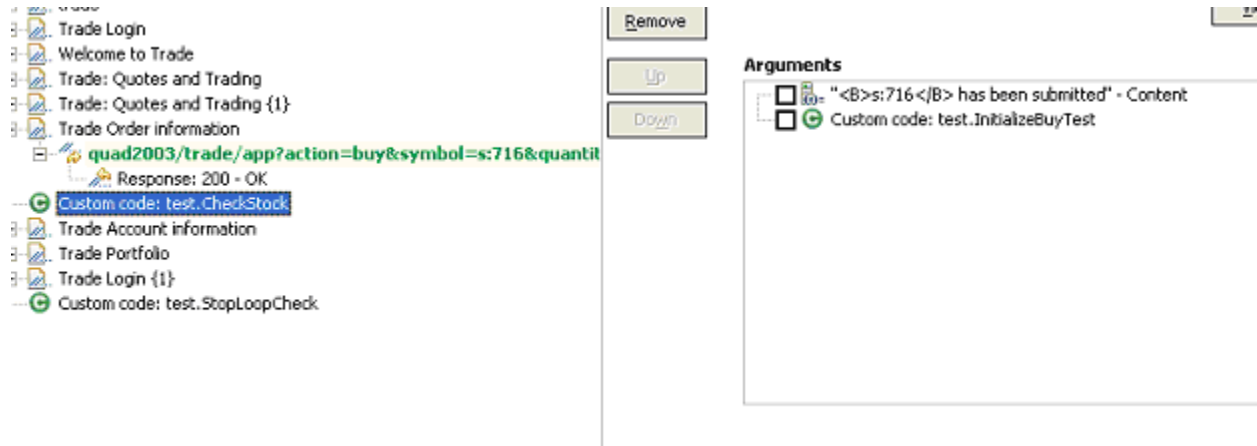 Trade Login
Welcome to Trade
Trade: Quotes and Trading
Trade: Quotes and Trading {1}
Trade Order information
quad2003/trade/app?action=buy&symbol=s:716&quantit
Response: 200 - OK
Custom code: test.CheckStock
Trade Account information
Trade Portfolio
Trade Login {1}
Custom code: test.StopLoopCheck
Remove
Up
Down
Arguments
"<B>s:716</B> has been submitted" - Content
Custom code: test.InitializeBuyTest